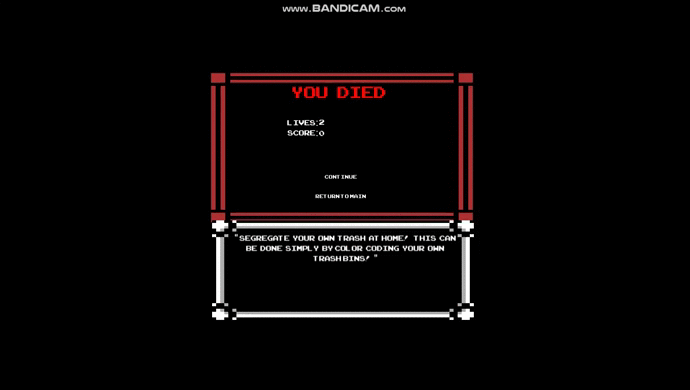 www.BANDICAM.com
YOU DIED
LIVES:2
SCORE:0
CONTINUE
RETURN TO MAIN
"SEGREGATE YOUR OWN TRASH AT HOME! THIS CAN
BE DONE SIMPLY BY COLOR CODING YOUR OWN
TRASH BINS! "